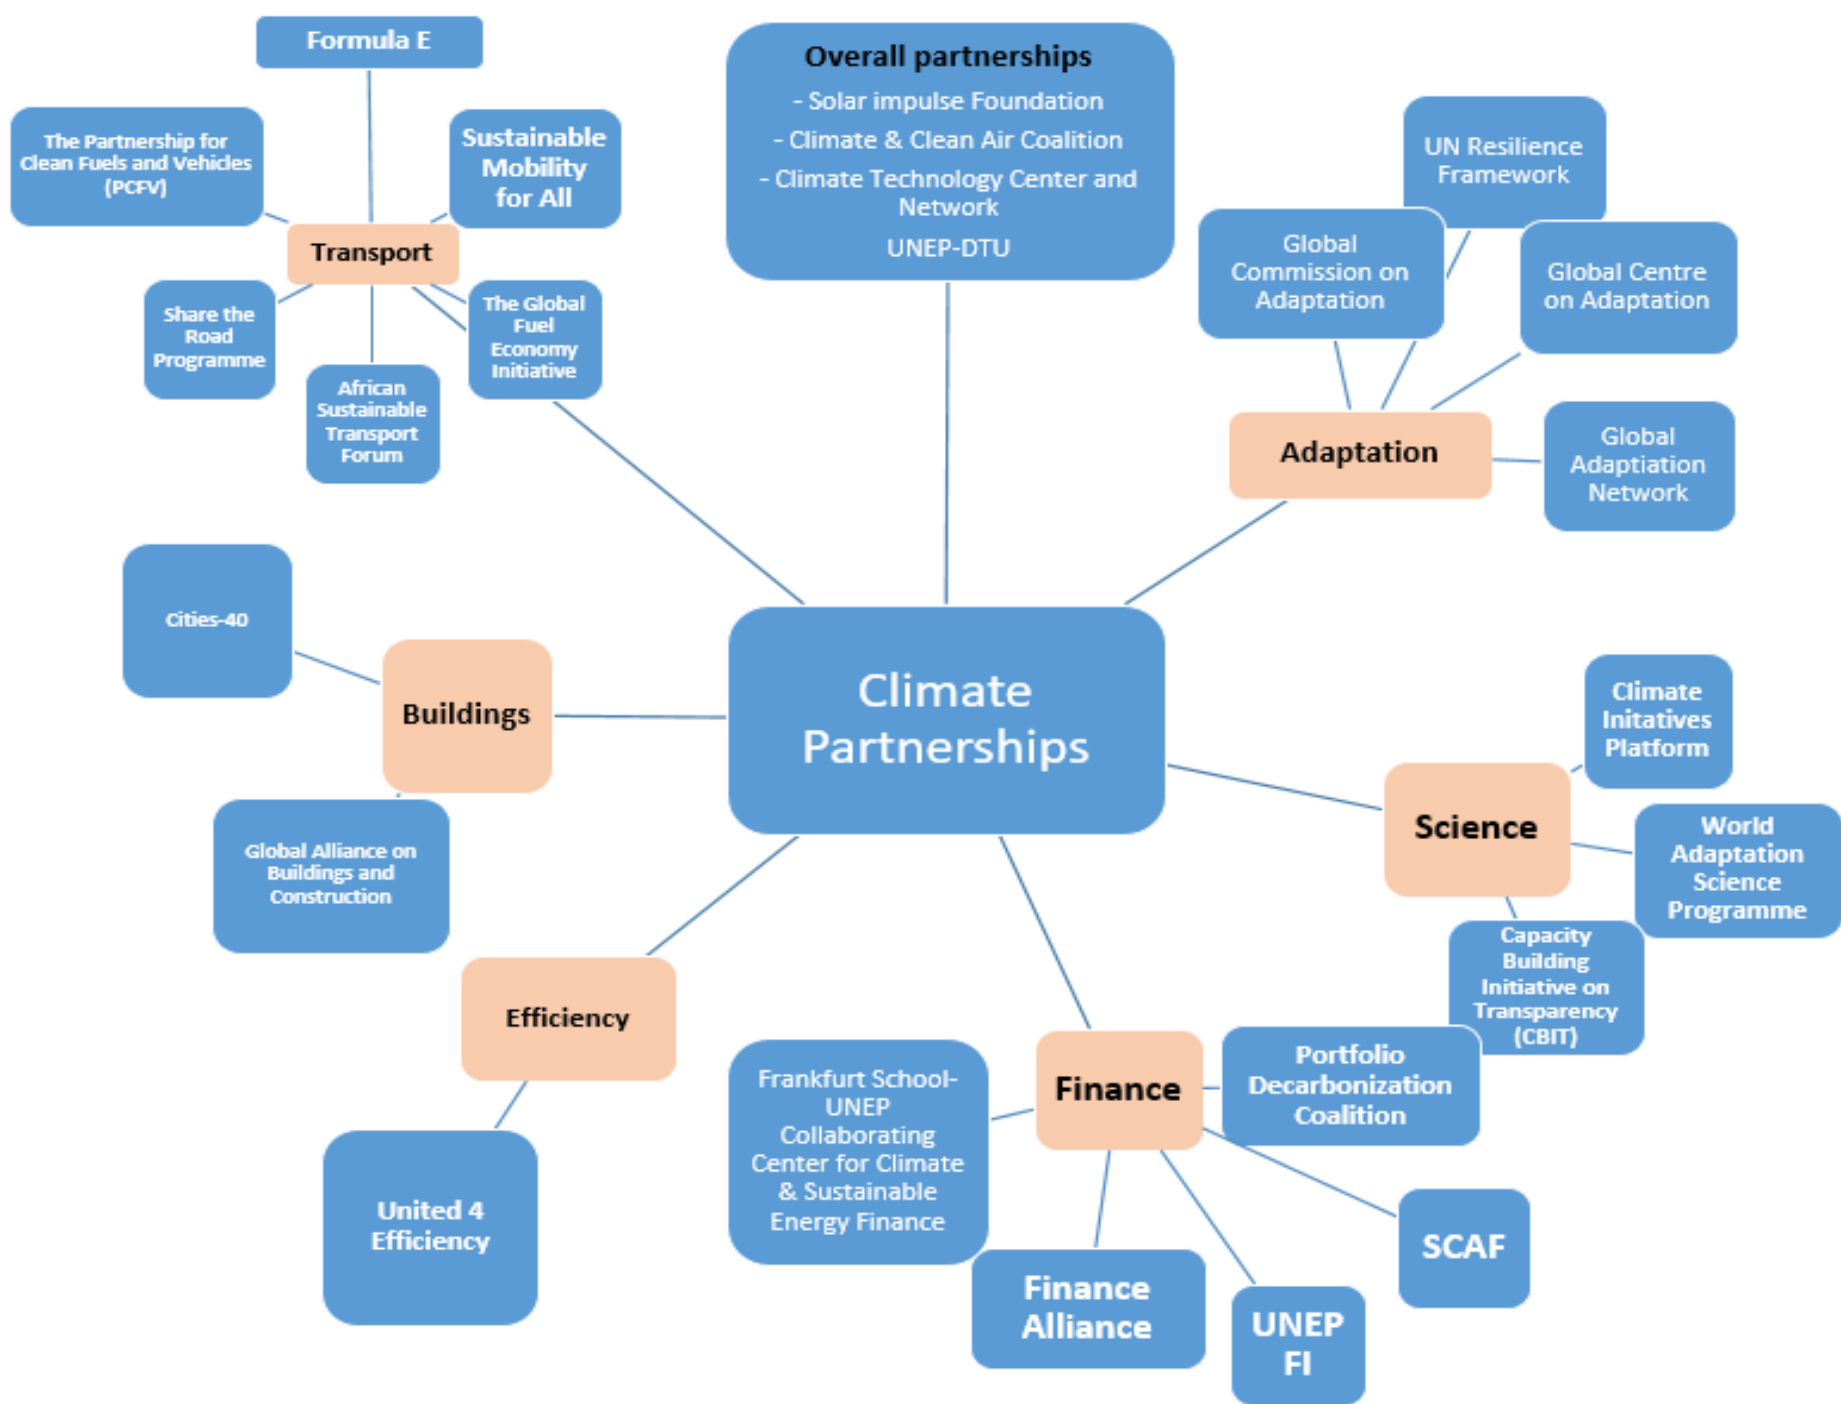 Formula E
The Partnership for
Clean Fuels and Vehicles
(PCFV)
Sustainable
Mobility
for All
Transport
Share the
Road
Programme
African
Sustainable
Transport
Forum
The Global
Fuel
Economy
Initiative
Overall partnerships
- Solar impulse Foundation
- Climate & Clean Air Coalition
- Climate Technology Center and
Network
UNEP-DTU
UN Resilience
Framework
Global
Commission on
Adaptation
Global Centre
on Adaptation
Adaptation
Global
Adaptiation
Network
Cities-40
Buildings
Global Alliance on
Buildings and
Construction
Climate
Partnerships
Climate
Initatives
Platform
Science
World
Adaptation
Science
Programme
Capacity
Building
Initiative on
Transparency
(CBIT)
Efficiency
United 4
Efficiency
Finance
Frankfurt School-
UNEP
Collaborating
Center for Climate
& Sustainable
Energy Finance
Portfolio
Decarbonization
Coalition
Finance
Alliance
UNEP
FI
SCAF